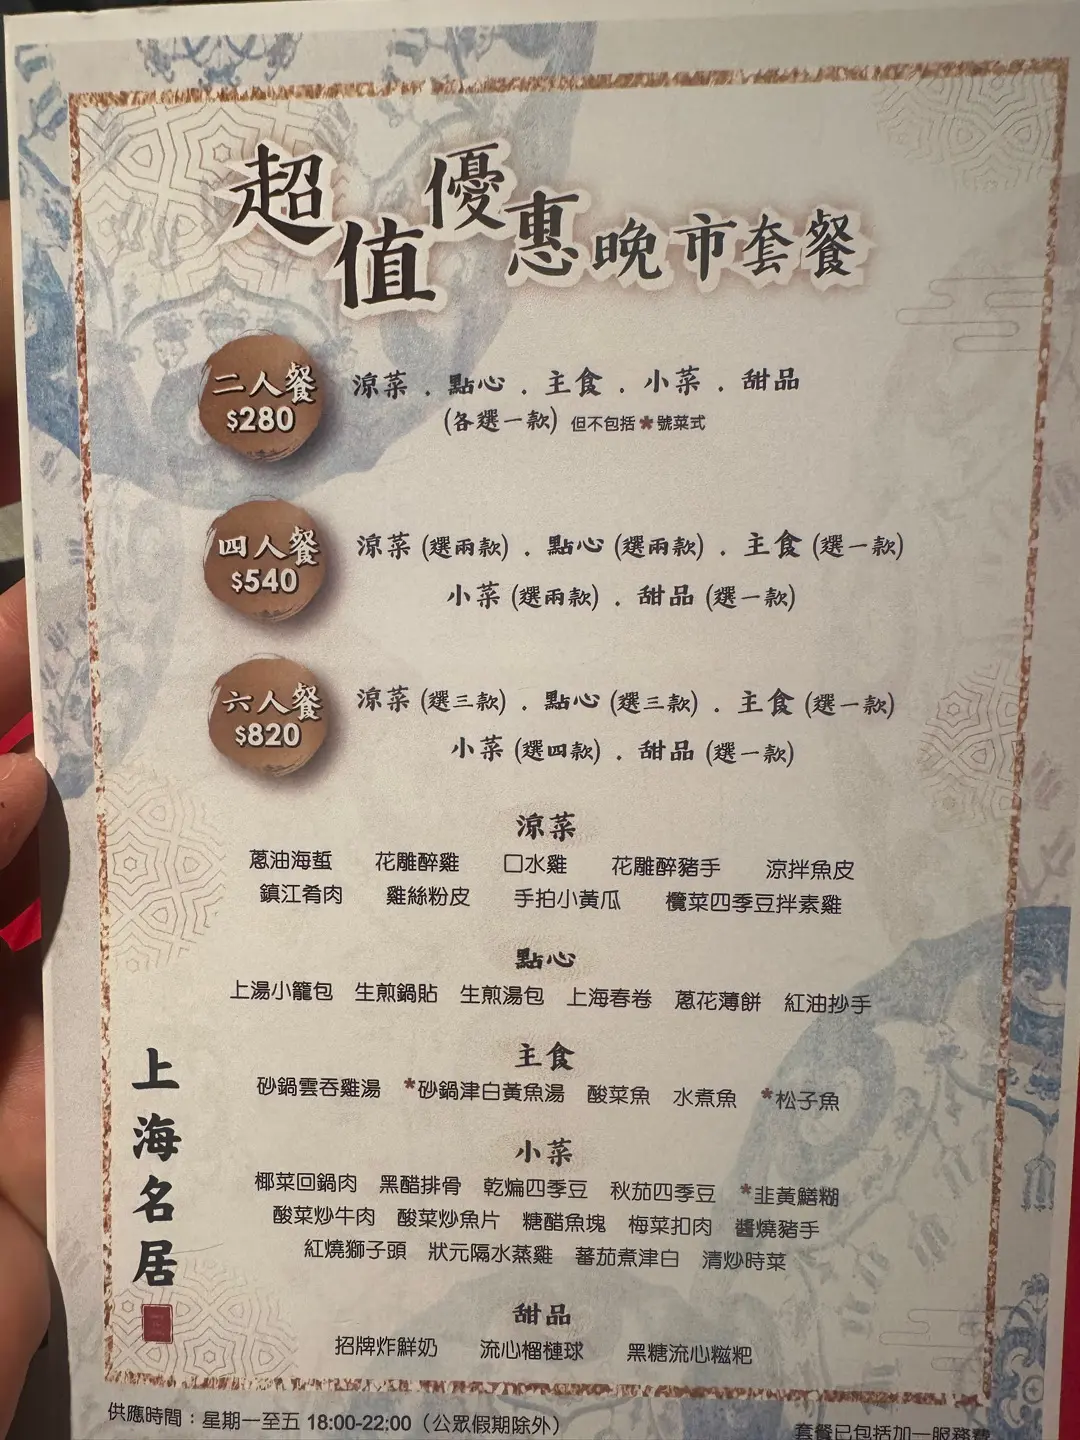 超值優惠晚市套餐
二人餐
$280
涼菜．點心．主食．小菜．甜品
(各選一款) 但不包括*號菜式
四人餐
$540
涼菜 (選兩款)．點心 (選兩款)．主食 (選一款)
小菜 (選兩款)．甜品 (選一款)
六人餐
$820
涼菜 (選三款)．點心 (選三款)．主食 (選一款)
小菜 (選四款)．甜品 (選一款)
涼菜
蔥油海蜇 花雕醉雞 口水雞 花雕醉豬手 涼拌魚皮
鎮江肴肉 雞絲粉皮 手拍小黃瓜 欖菜四季豆拌素雞
點心
上湯小籠包 生煎鍋貼 生煎湯包 上海春卷 蔥花薄餅 紅油抄手
主食
砂鍋雲吞雞湯 *砂鍋津白黃魚湯 酸菜魚 水煮魚 *松子魚
小菜
椰菜回鍋肉 黑醋排骨 乾煸四季豆 秋茄四季豆 *韭黃鱔糊
酸菜炒牛肉 酸菜炒魚片 糖醋魚塊 梅菜扣肉 醬燒豬手
紅燒獅子頭 狀元隔水蒸雞 蕃茄煮津白 清炒時菜
甜品
招牌炸鮮奶 流心榴槤球 黑糖流心糍粑
上海名居
供應時間：星期一至五 18:00-22:00（公眾假期除外）
套餐已包括加一服務費